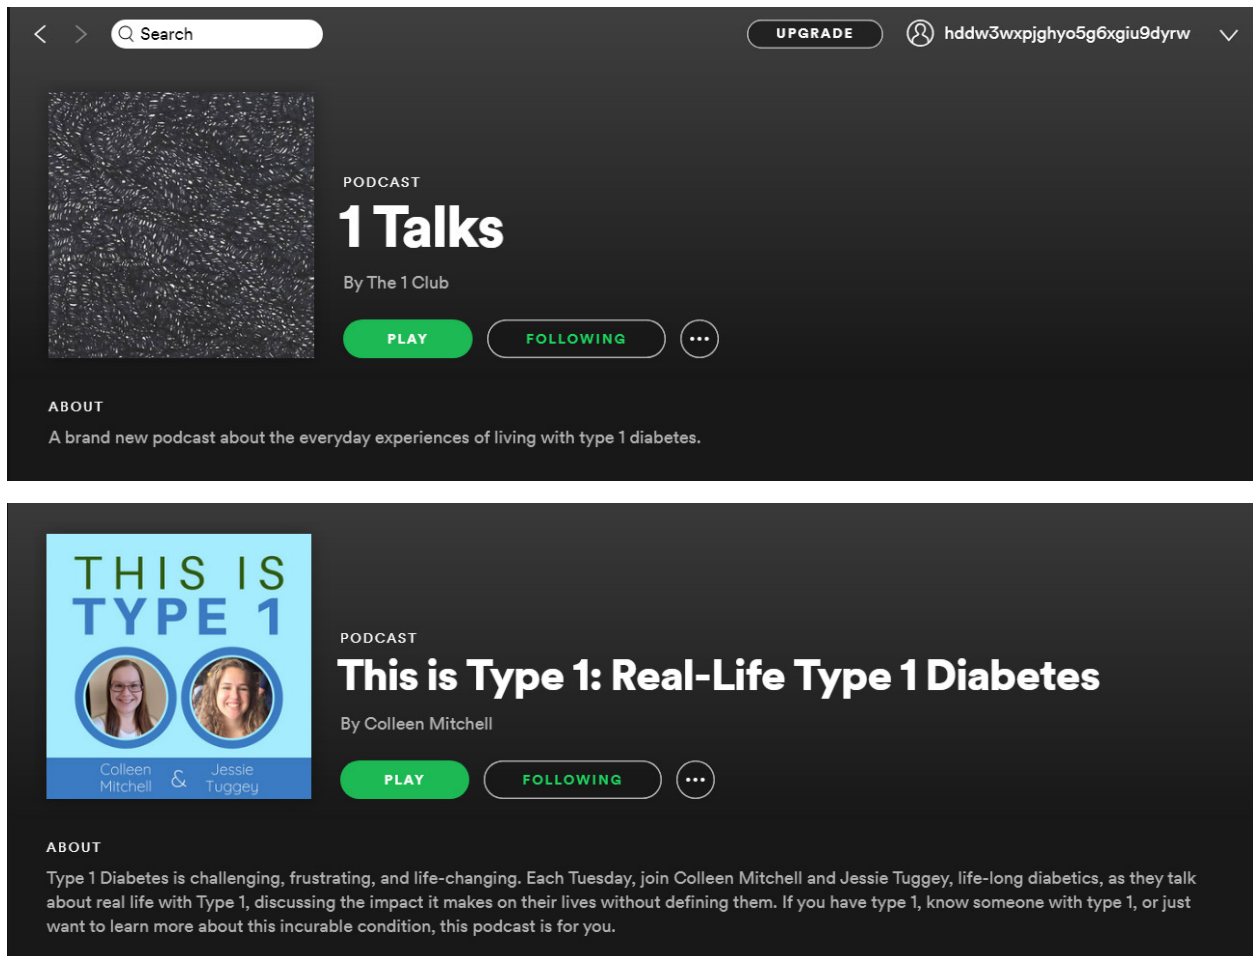 Search
UPGRADE
hddw3wxpjghyo5g6xgiu9dyrw
PODCAST
1 Talks
By The 1 Club
PLAY
FOLLOWING
ABOUT
A brand new podcast about the everyday experiences of living with type 1 diabetes.
THIS IS
TYPE 1
Colleen
Mitchell
&
Jessie
Tuggey
PODCAST
This is Type 1: Real-Life Type 1 Diabetes
By Colleen Mitchell
PLAY
FOLLOWING
ABOUT
Type 1 Diabetes is challenging, frustrating, and life-changing. Each Tuesday, join Colleen Mitchell and Jessie Tuggey, life-long diabetics, as they talk
about real life with Type 1, discussing the impact it makes on their lives without defining them. If you have type 1, know someone with type 1, or just
want to learn more about this incurable condition, this podcast is for you.